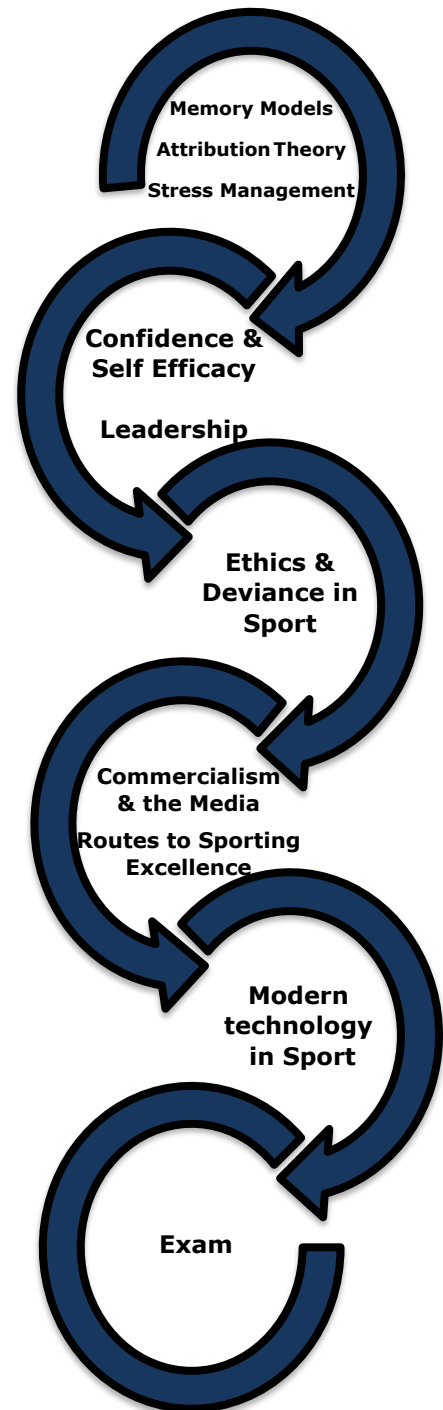 Memory Models
Attribution Theory
Stress Management
Confidence &
Self Efficacy
Leadership
Ethics &
Deviance in
Sport
Commercialism
& the Media
Routes to Sporting
Excellence
Modern
technology
in Sport
Exam